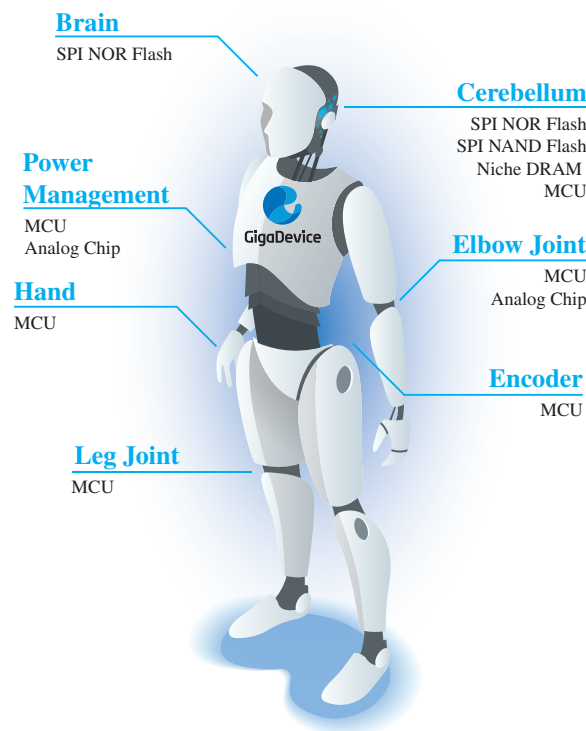 Brain
SPI NOR Flash
Cerebellum
SPI NOR Flash
SPI NAND Flash
Niche DRAM
MCU
Power
Management
MCU
Analog Chip
GigaDevice
Elbow Joint
MCU
Analog Chip
Hand
MCU
Encoder
MCU
Leg Joint
MCU